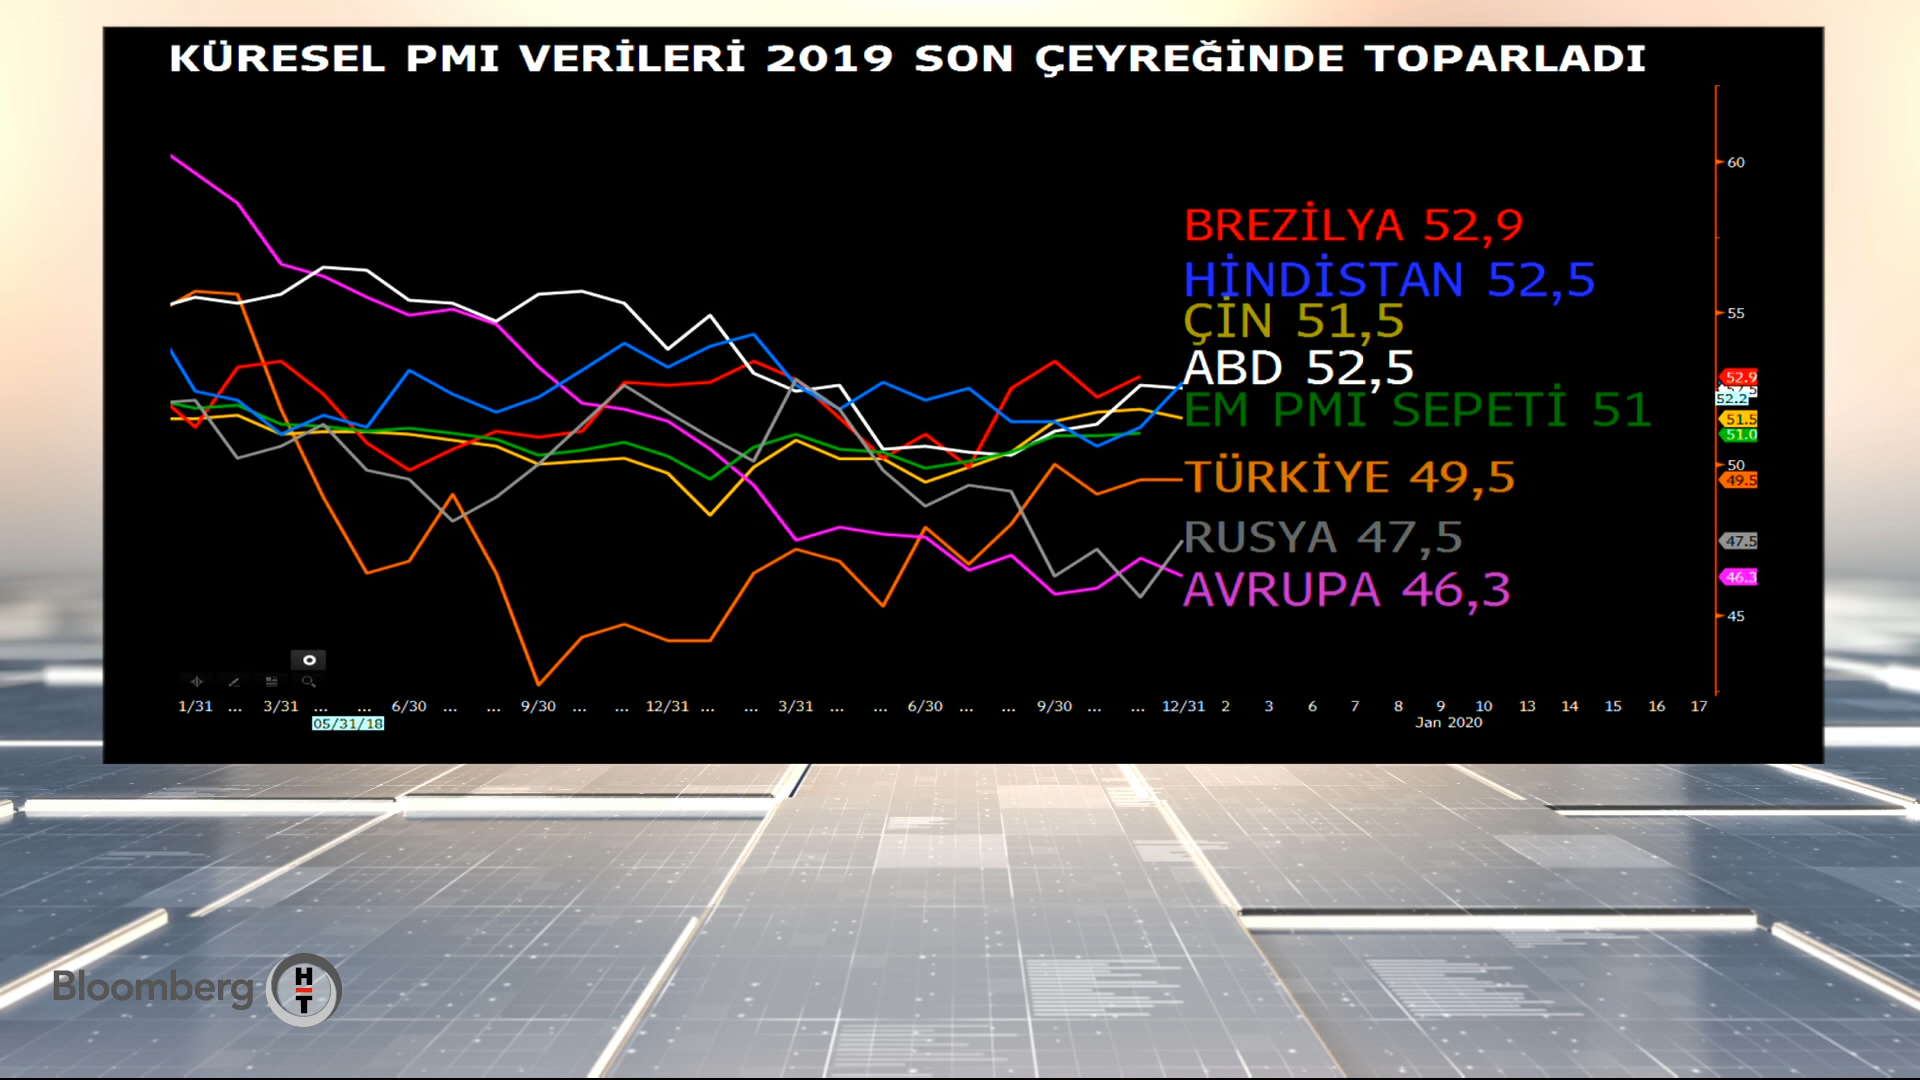 KÜRESEL PMI VERİLERİ 2019 SON ÇEYREĞİNDE TOPARLADI
60
BREZİLYA 52,9
HİNDİSTAN 52,5
55
ÇİN 51,5
ABD 52,5
52.9
52.2
EM PMI SEPETİ 51
51.5
51.0
50
TÜRKİYE 49,5
49.5
RUSYA 47,5
47.5
AVRUPA 46,3
46.3
45
1/31 ... 3/31 ... ... 6/30 ... ... 9/30 ... ... 12/31 ... ... 3/31 ... ... 6/30 ... ... 9/30 ... ... 12/31 2 3 6 7 8 9 10 13 14 15 16 17
05/31/18
Jan 2020
Bloomberg HT